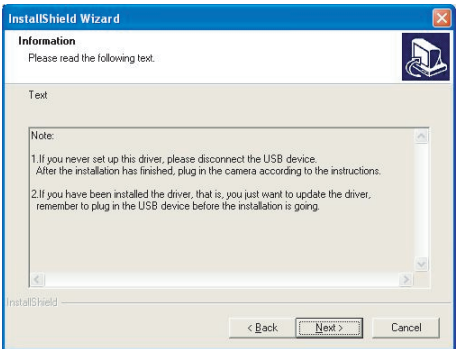 InstallShield Wizard
Information
Please read the following text.
Text
Note:
1.If you never set up this driver, please disconnect the USB device.
After the installation has finished, plug in the camera according to the instructions.
2.If you have been installed the driver, that is, you just want to update the driver,
remember to plug in the USB device before the installation is going.
InstallShield
< Back
Next >
Cancel